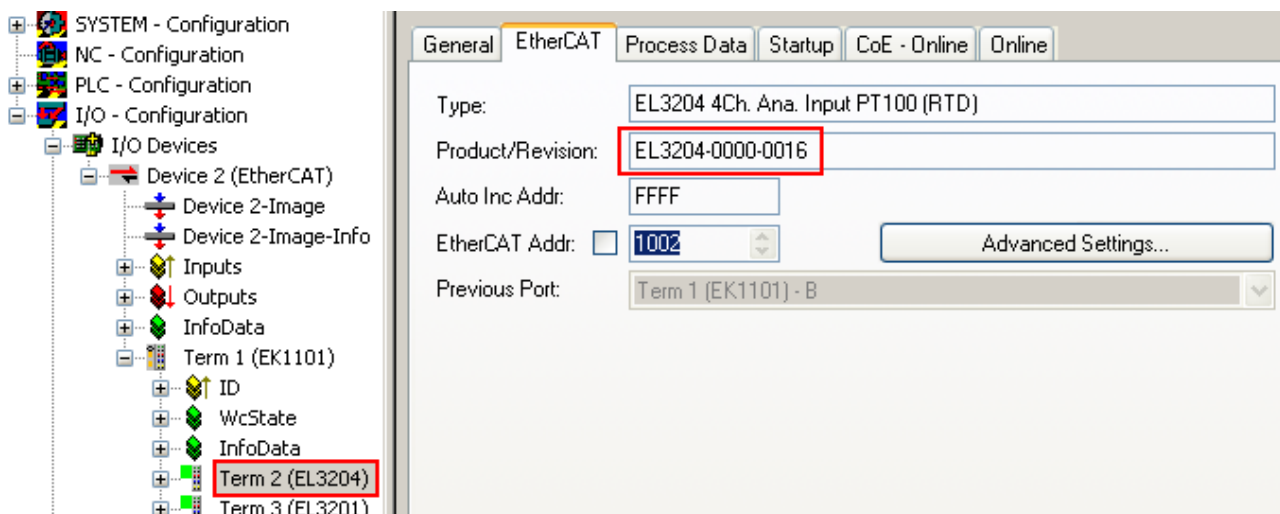 SYSTEM - Configuration
NC - Configuration
PLC - Configuration
I/O - Configuration
I/O Devices
Device 2 (EtherCAT)
Device 2-Image
Device 2-Image-Info
Inputs
Outputs
InfoData
Term 1 (EK1101)
ID
WcState
InfoData
Term 2 (EL3204)
Term 3 (EL3201)
General EtherCAT Process Data Startup CoE - Online Online
Type: EL3204 4Ch. Ana. Input PT100 (RTD)
Product/Revision: EL3204-0000-0016
Auto Inc Addr: FFFF
EtherCAT Addr: 1002 Advanced Settings...
Previous Port: Term 1 (EK1101) - B